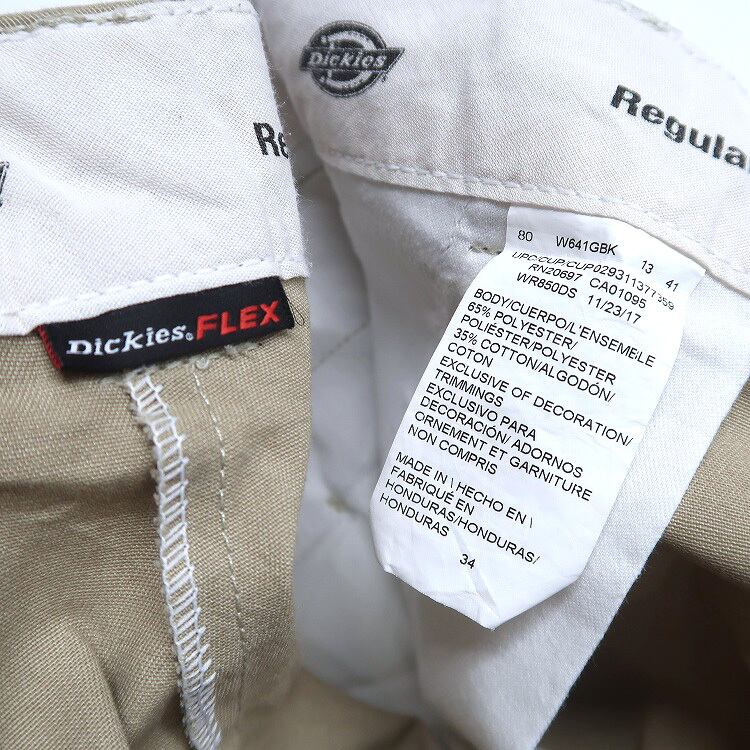 Dickies
Regular
Re
Dickies® FLEX
80 W641GBK 13 41
UPC/CUP/CUP029311377359
RN20697 CA01095
WR850DS 11/23/17
BODY/CUERPO/L'ENSEMBLE
65% POLYESTER/
POLIÉSTER/POLYESTER
35% COTTON/ALGODÓN/
COTON
EXCLUSIVE OF DECORATION/
TRIMMINGS
EXCLUSIVO PARA
DECORACIÓN/ ADORNOS
ORNEMENT ET GARNITURE
NON COMPRIS
MADE IN \ HECHO EN \
FABRIQUÉ EN
HONDURAS/HONDURAS/
HONDURAS
34